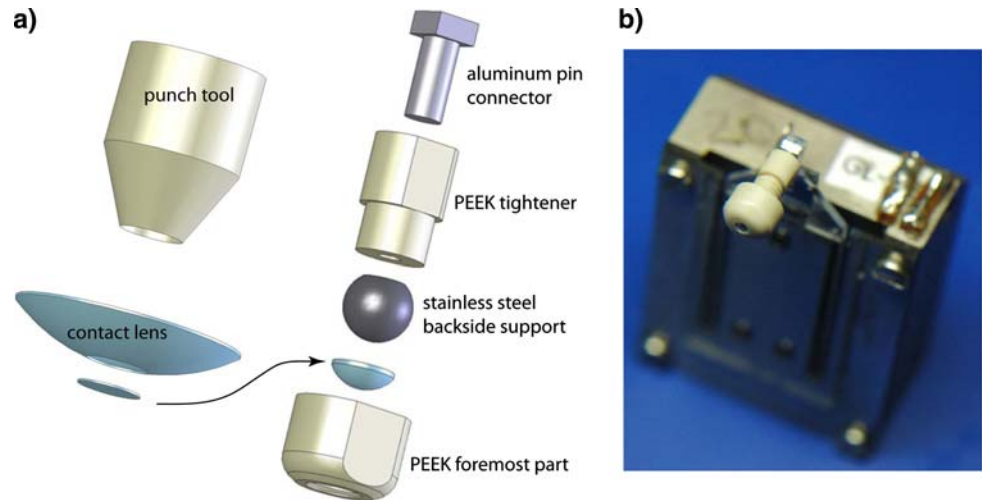 a)
b)
punch tool
aluminum pin
connector
PEEK tightener
stainless steel
backside support
contact lens
PEEK foremost part